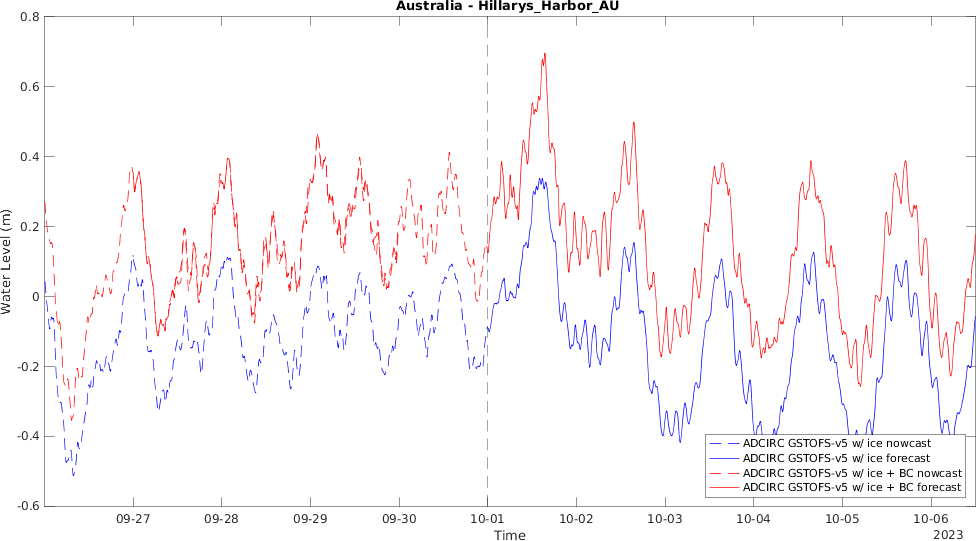 Australia - Hillarys_Harbor_AU
Water Level (m)
0.8
0.6
0.4
0.2
0
-0.2
-0.4
-0.6
ADCIRC GSTOFS-v5 w/ ice nowcast
ADCIRC GSTOFS-v5 w/ ice forecast
ADCIRC GSTOFS-v5 w/ ice + BC nowcast
ADCIRC GSTOFS-v5 w/ ice + BC forecast
09-27 09-28 09-29 09-30 10-01 10-02 10-03 10-04 10-05 10-06
Time
2023